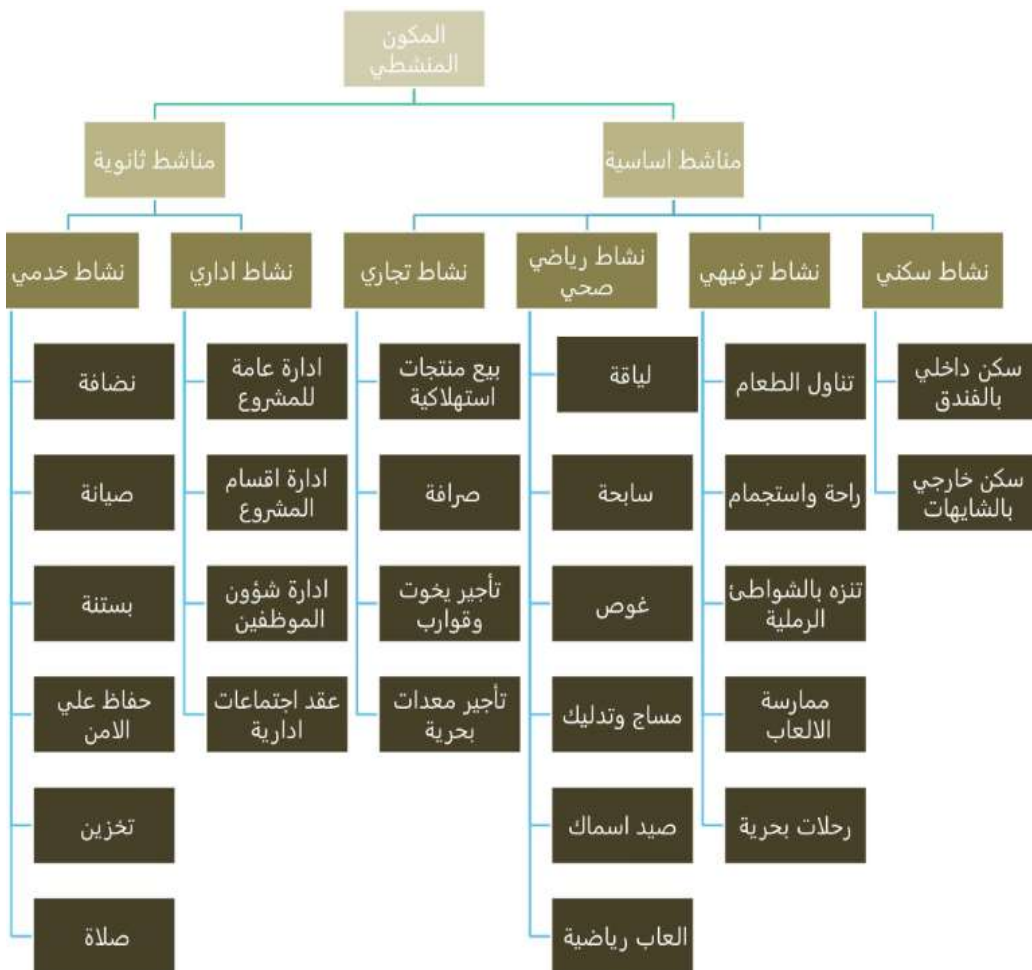 المكون
المنشطي
مناشط اساسية
مناشط ثانوية
نشاط سكني
نشاط ترفيهي
نشاط رياضي
صحي
نشاط تجاري
نشاط اداري
نشاط خدمي
سكن داخلي
بالفندق
سكن خارجي
بالشايهات
تناول الطعام
راحة واستجمام
تنزه بالشواطئ
الرملية
ممارسة
الالعاب
رحلات بحرية
لياقة
سابحة
غوص
مساج وتدليك
صيد اسماك
العاب رياضية
بيع منتجات
استهلاكية
صرافة
تأجير يخوت
وقوارب
تأجير معدات
بحرية
ادارة عامة
للمشروع
ادارة اقسام
المشروع
ادارة شؤون
الموظفين
عقد اجتماعات
ادارية
نضافة
صيانة
بستنة
حفاظ علي
الامن
تخزين
صلاة